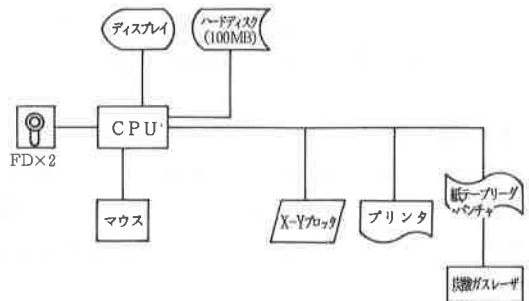 ディスプレイ
ハードディスク
(100MB)
CPU
FD×2
マウス
X-Yプロッタ
プリンタ
紙テープリーダ
・パンチャ
炭酸ガスレーザ